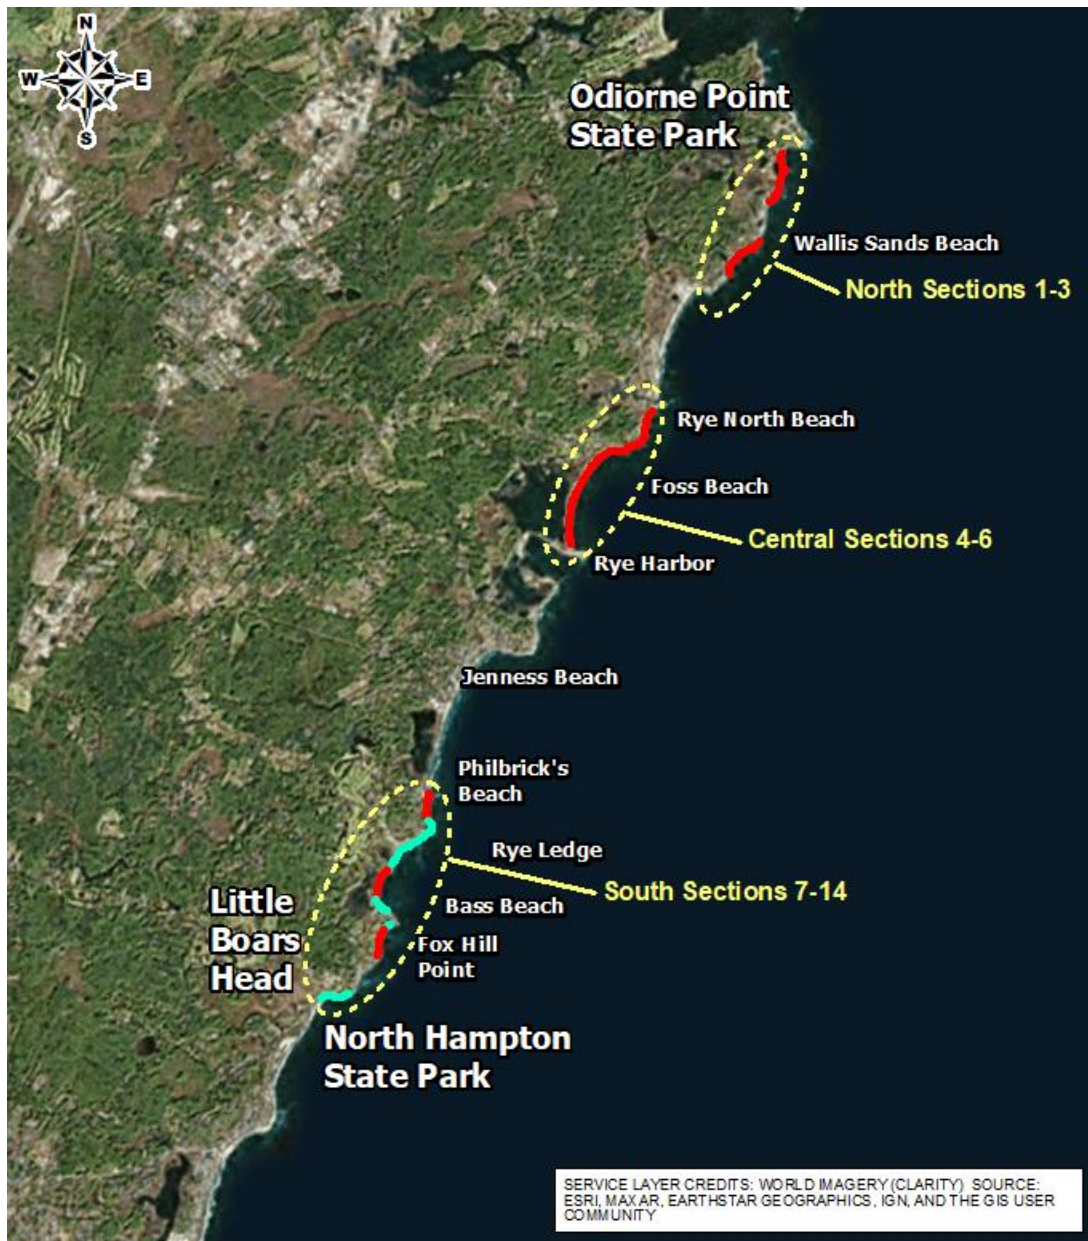 N
W E
S
Odiorne Point
State Park
Wallis Sands Beach
North Sections 1-3
Rye North Beach
Foss Beach
Central Sections 4-6
Rye Harbor
Jenness Beach
Philbrick's
Beach
Rye Ledge
South Sections 7-14
Bass Beach
Little
Boars
Head
Fox Hill
Point
North Hampton
State Park
SERVICE LAYER CREDITS: WORLD IMAGERY (CLARITY) SOURCE:
ESRI, MAXAR, EARTHSTAR GEOGRAPHICS, IGN, AND THE GIS USER
COMMUNITY